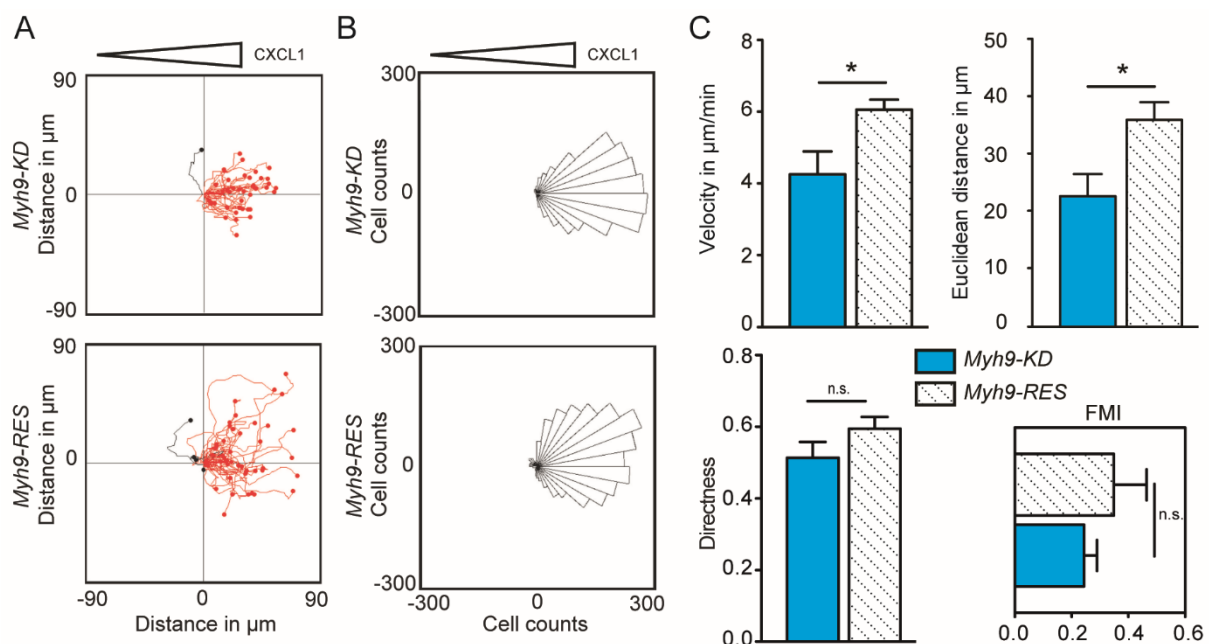 A
CXCL1
90
0
-90
Myh9-KD
Distance in µm
90
0
-90
0
90
Myh9-RES
Distance in µm
Distance in µm
B
CXCL1
300
0
-300
Myh9-KD
Cell counts
300
0
-300
-300
0
300
Myh9-RES
Cell counts
Cell counts
C
8
6
4
2
0
Velocity in µm/min
*
50
40
30
20
10
0
Euclidean distance in µm
*
0.8
0.6
0.4
0.2
0.0
Directness
n.s.
Myh9-KD
Myh9-RES
FMI
n.s.
0.0
0.2
0.4
0.6